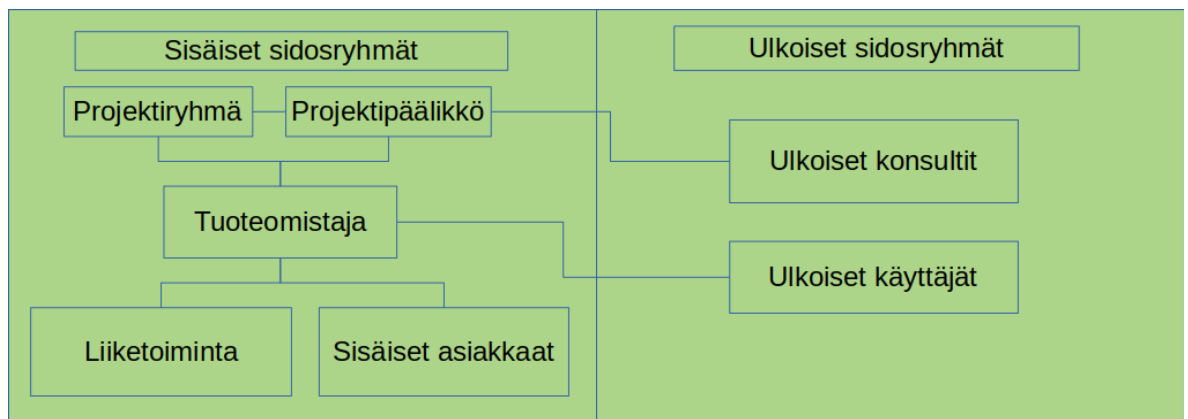 Sisäiset sidosryhmät
Ulkoiset sidosryhmät
Projektiryhmä
Projektipäälikkö
Ulkoiset konsultit
Tuoteomistaja
Ulkoiset käyttäjät
Liiketoiminta
Sisäiset asiakkaat